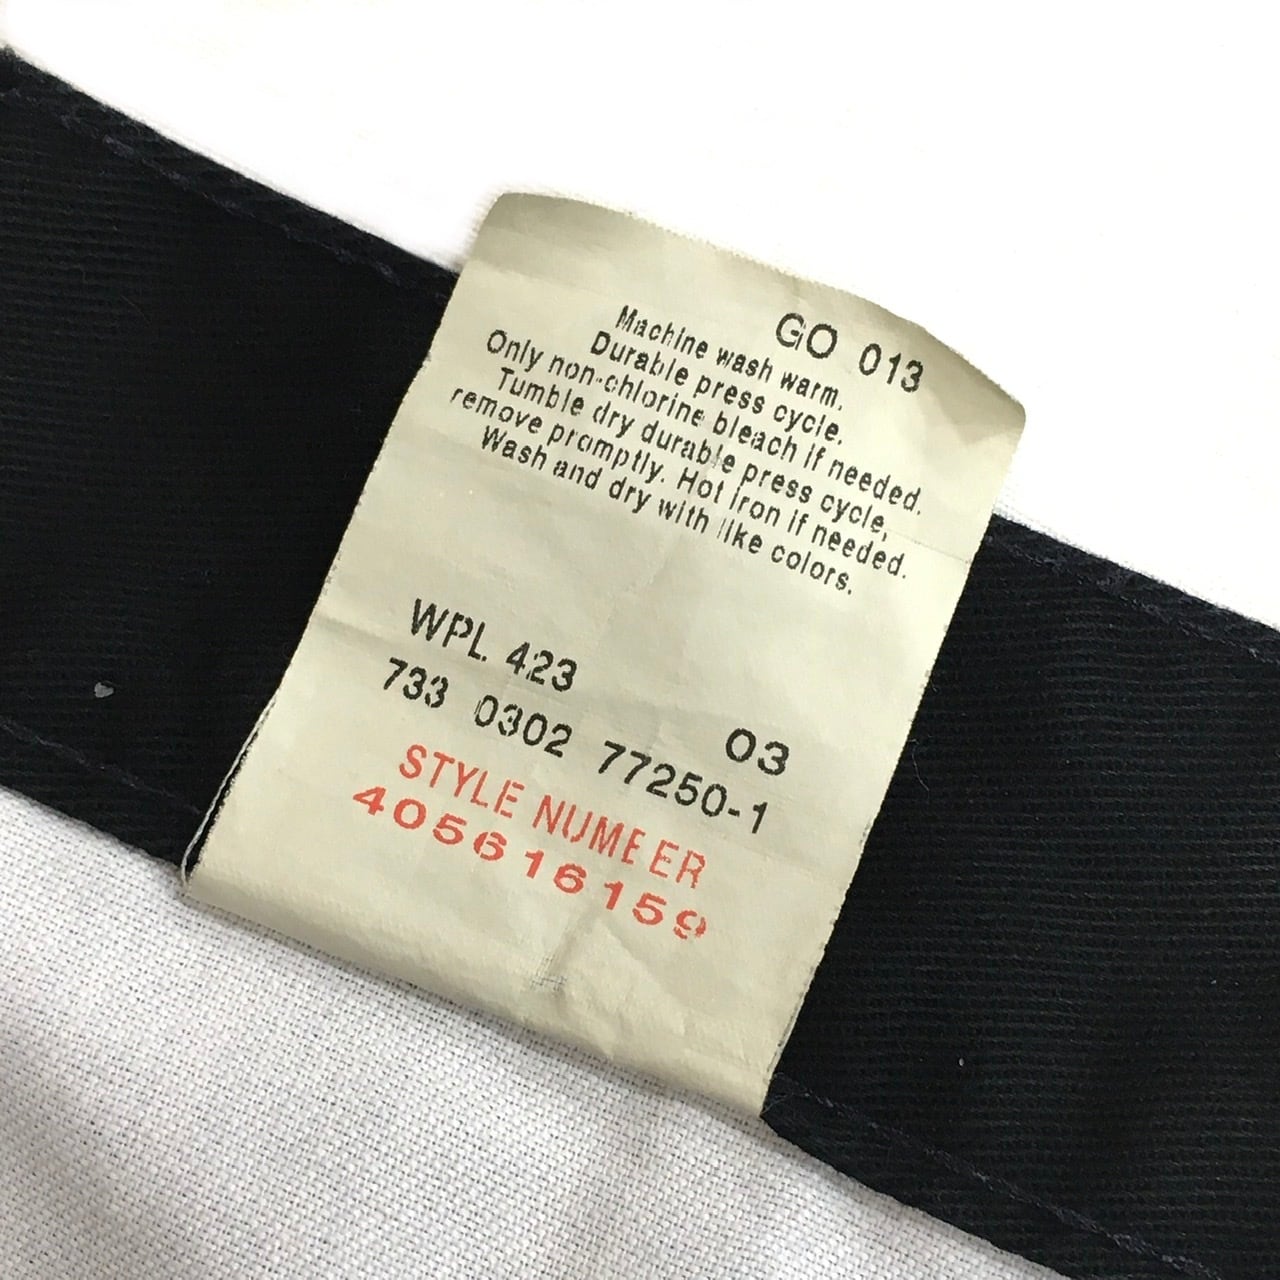 GO 013
Machine wash warm.
Durable press cycle.
Only non-chlorine bleach if needed.
Tumble dry durable press cycle,
remove promptly. Hot iron if needed.
Wash and dry with like colors.
WPL 423
03
733 0302 77250-1
STYLE NUMBER
405616159